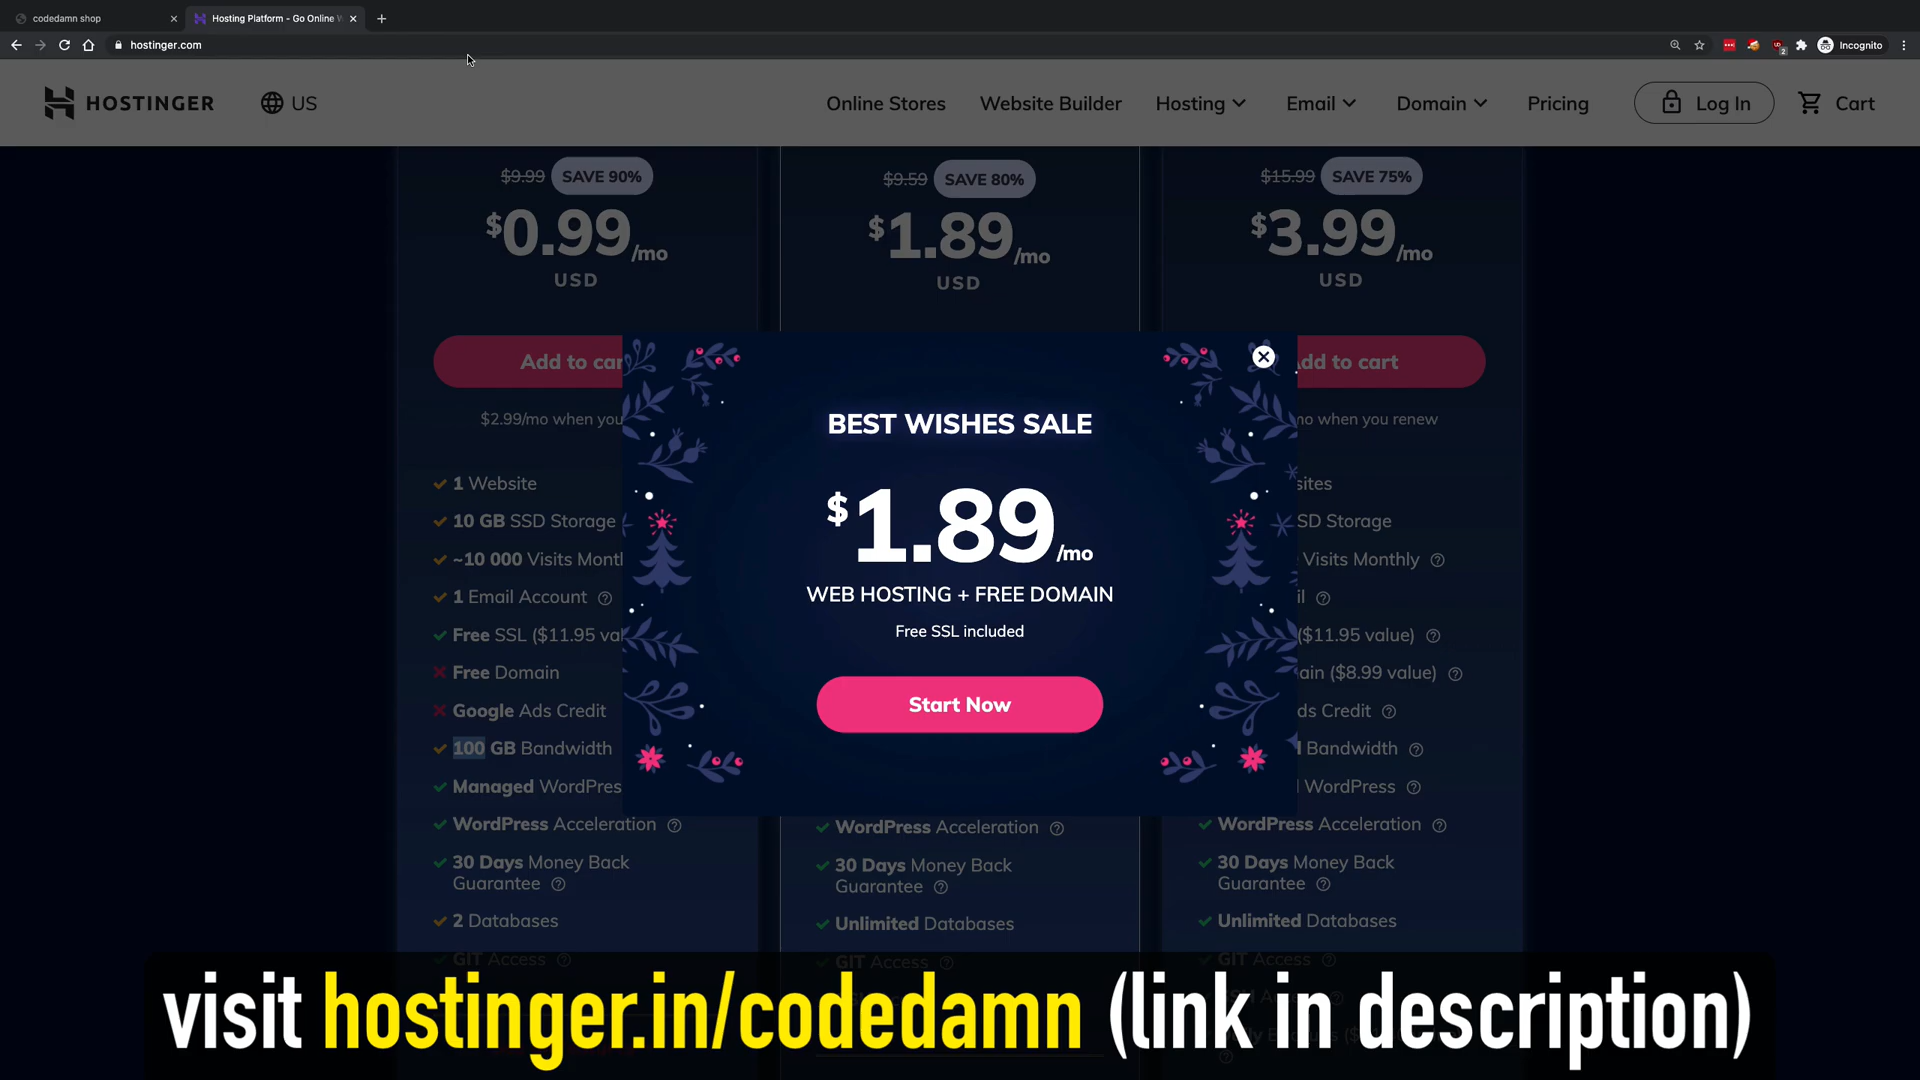 codedamn shop
Hosting Platform - Go Online W
hostinger.com
2
Incognito
HOSTINGER
US
Online Stores
Website Builder
Hosting
Email
Domain
Pricing
Log In
Cart
$9.99 SAVE 90%
$0.99/mo
USD
Add to car
$2.99/mo when you
1 Website
10 GB SSD Storage
~10 000 Visits Month
1 Email Account
Free SSL ($11.95 val
Free Domain
Google Ads Credit
100 GB Bandwidth
Managed WordPres
WordPress Acceleration
30 Days Money Back
Guarantee
2 Databases
GIT Access
$9.59 SAVE 80%
$1.89/mo
USD
WordPress Acceleration
30 Days Money Back
Guarantee
Unlimited Databases
GIT Access
$15.99 SAVE 75%
$3.99/mo
USD
Add to cart
mo when you renew
sites
SD Storage
Visits Monthly
il
($11.95 value)
ain ($8.99 value)
ds Credit
Bandwidth
WordPress
WordPress Acceleration
30 Days Money Back
Guarantee
Unlimited Databases
GIT Access
BEST WISHES SALE
$1.89/mo
WEB HOSTING + FREE DOMAIN
Free SSL included
Start Now
visit hostinger.in/codedamn (link in description)